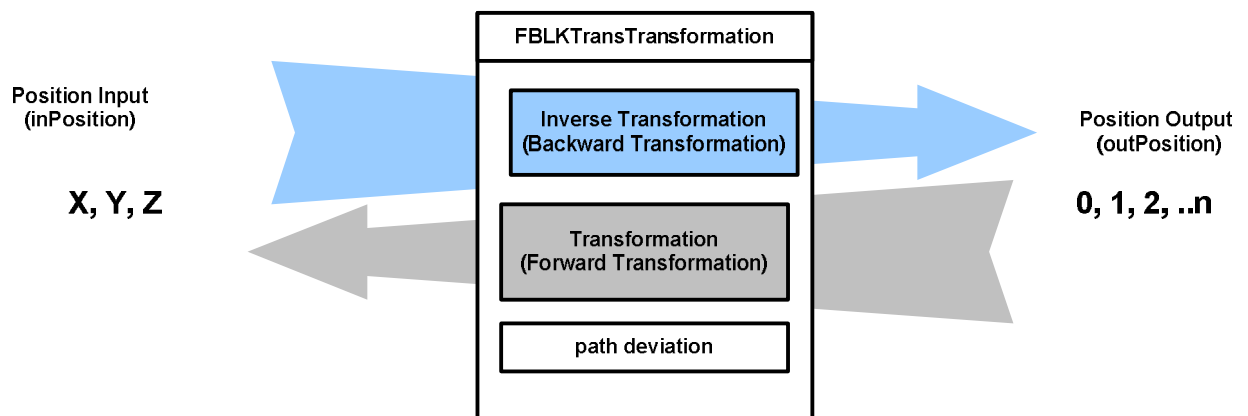 FBLKTransTransformation
Position Input
(inPosition)
X, Y, Z
Inverse Transformation
(Backward Transformation)
Transformation
(Forward Transformation)
path deviation
Position Output
(outPosition)
0, 1, 2, ..n